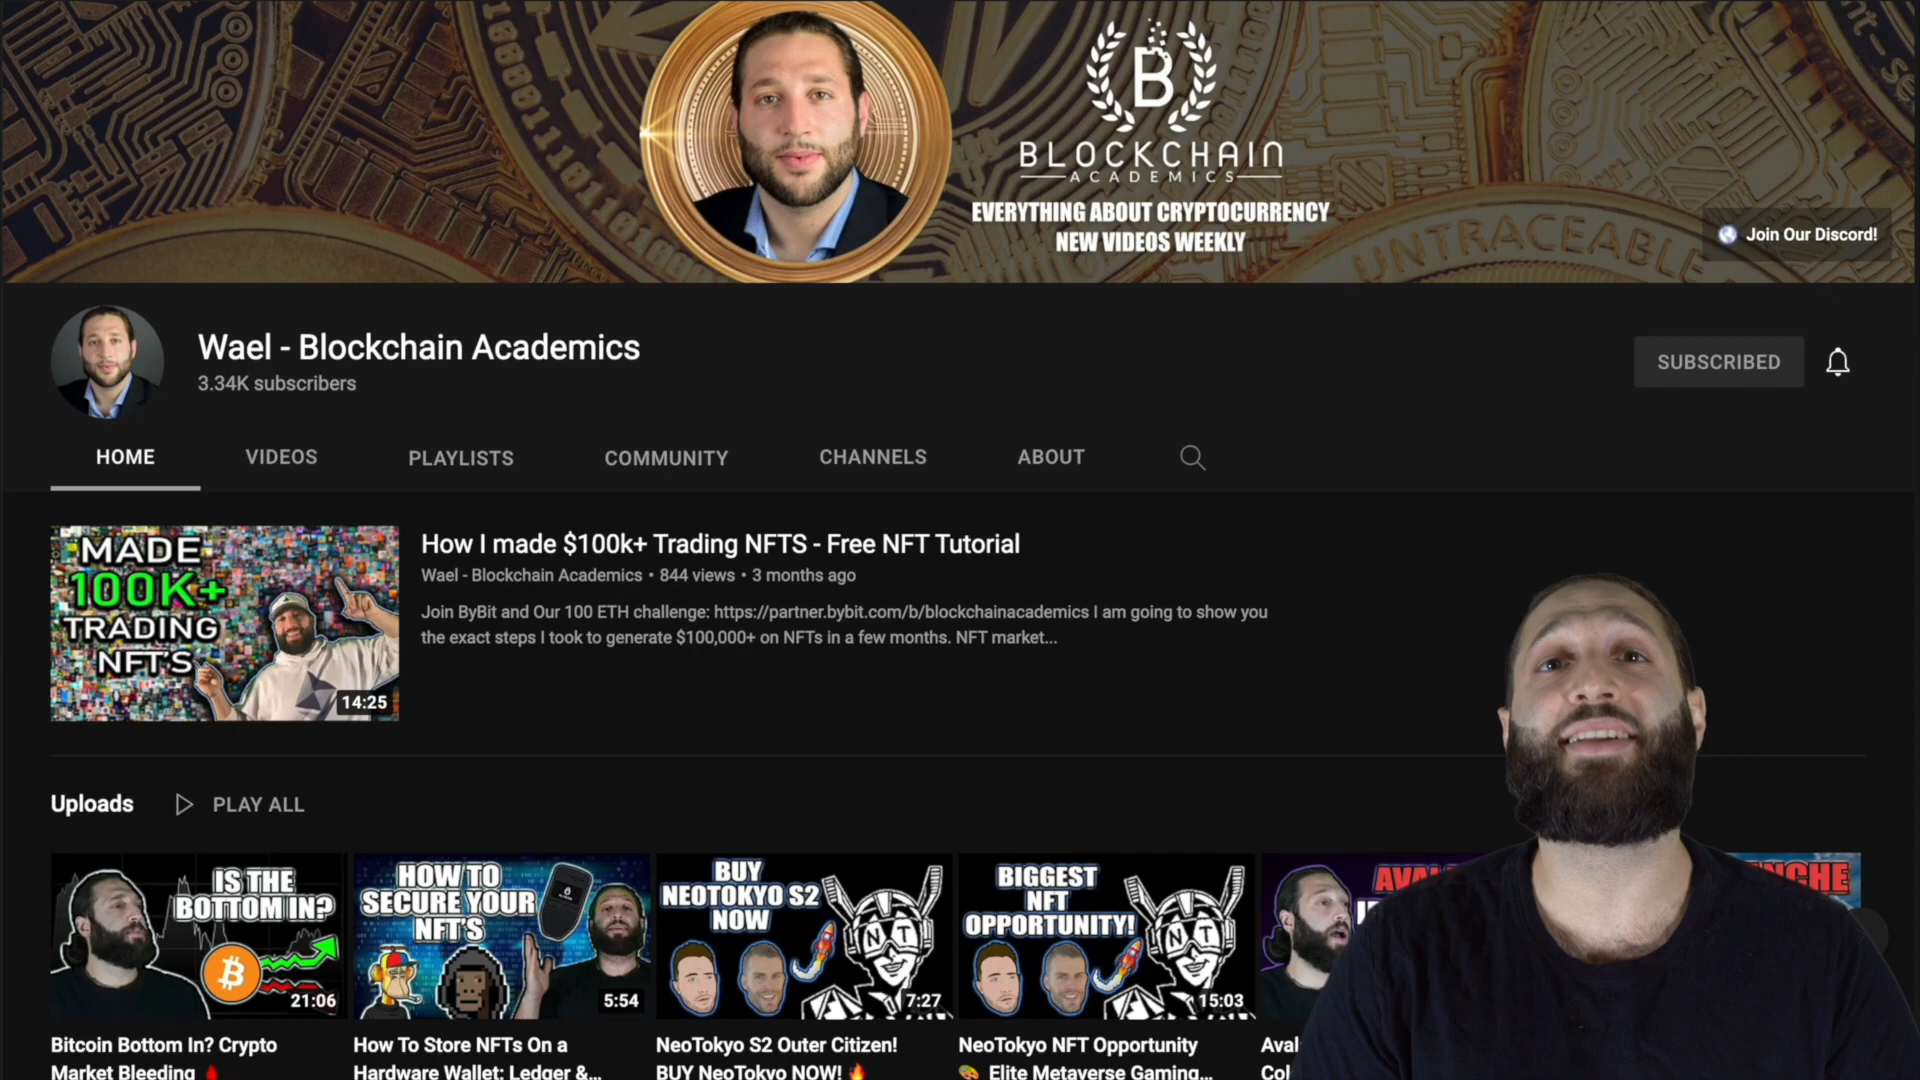 B
BLOCKCHAIN
ACADEMICS
EVERYTHING ABOUT CRYPTOCURRENCY
NEW VIDEOS WEEKLY
UNTRACEABLE
Join Our Discord!
Wael - Blockchain Academics
3.34K subscribers
SUBSCRIBED
HOME VIDEOS PLAYLISTS COMMUNITY CHANNELS ABOUT
MADE
100K+
TRADING
NFT'S
14:25
How I made $100k+ Trading NFTS - Free NFT Tutorial
Wael - Blockchain Academics • 844 views • 3 months ago
Join ByBit and Our 100 ETH challenge: https://partner.bybit.com/b/blockchainacademics I am going to show you
the exact steps I took to generate $100,000+ on NFTs in a few months. NFT market...
Uploads PLAY ALL
IS THE
BOTTOM IN?
21:06
HOW TO
SECURE YOUR
NFT'S
5:54
BUY
NEOTOKYO S2
NOW
NT
7:27
BIGGEST
NFT
OPPORTUNITY!
NT
15:03
Bitcoin Bottom In? Crypto
Market Bleeding
How To Store NFTs On a
Hardware Wallet: Ledger &...
NeoTokyo S2 Outer Citizen!
BUY NeoTokyo NOW!
NeoTokyo NFT Opportunity
Elite Metaverse Gaming...